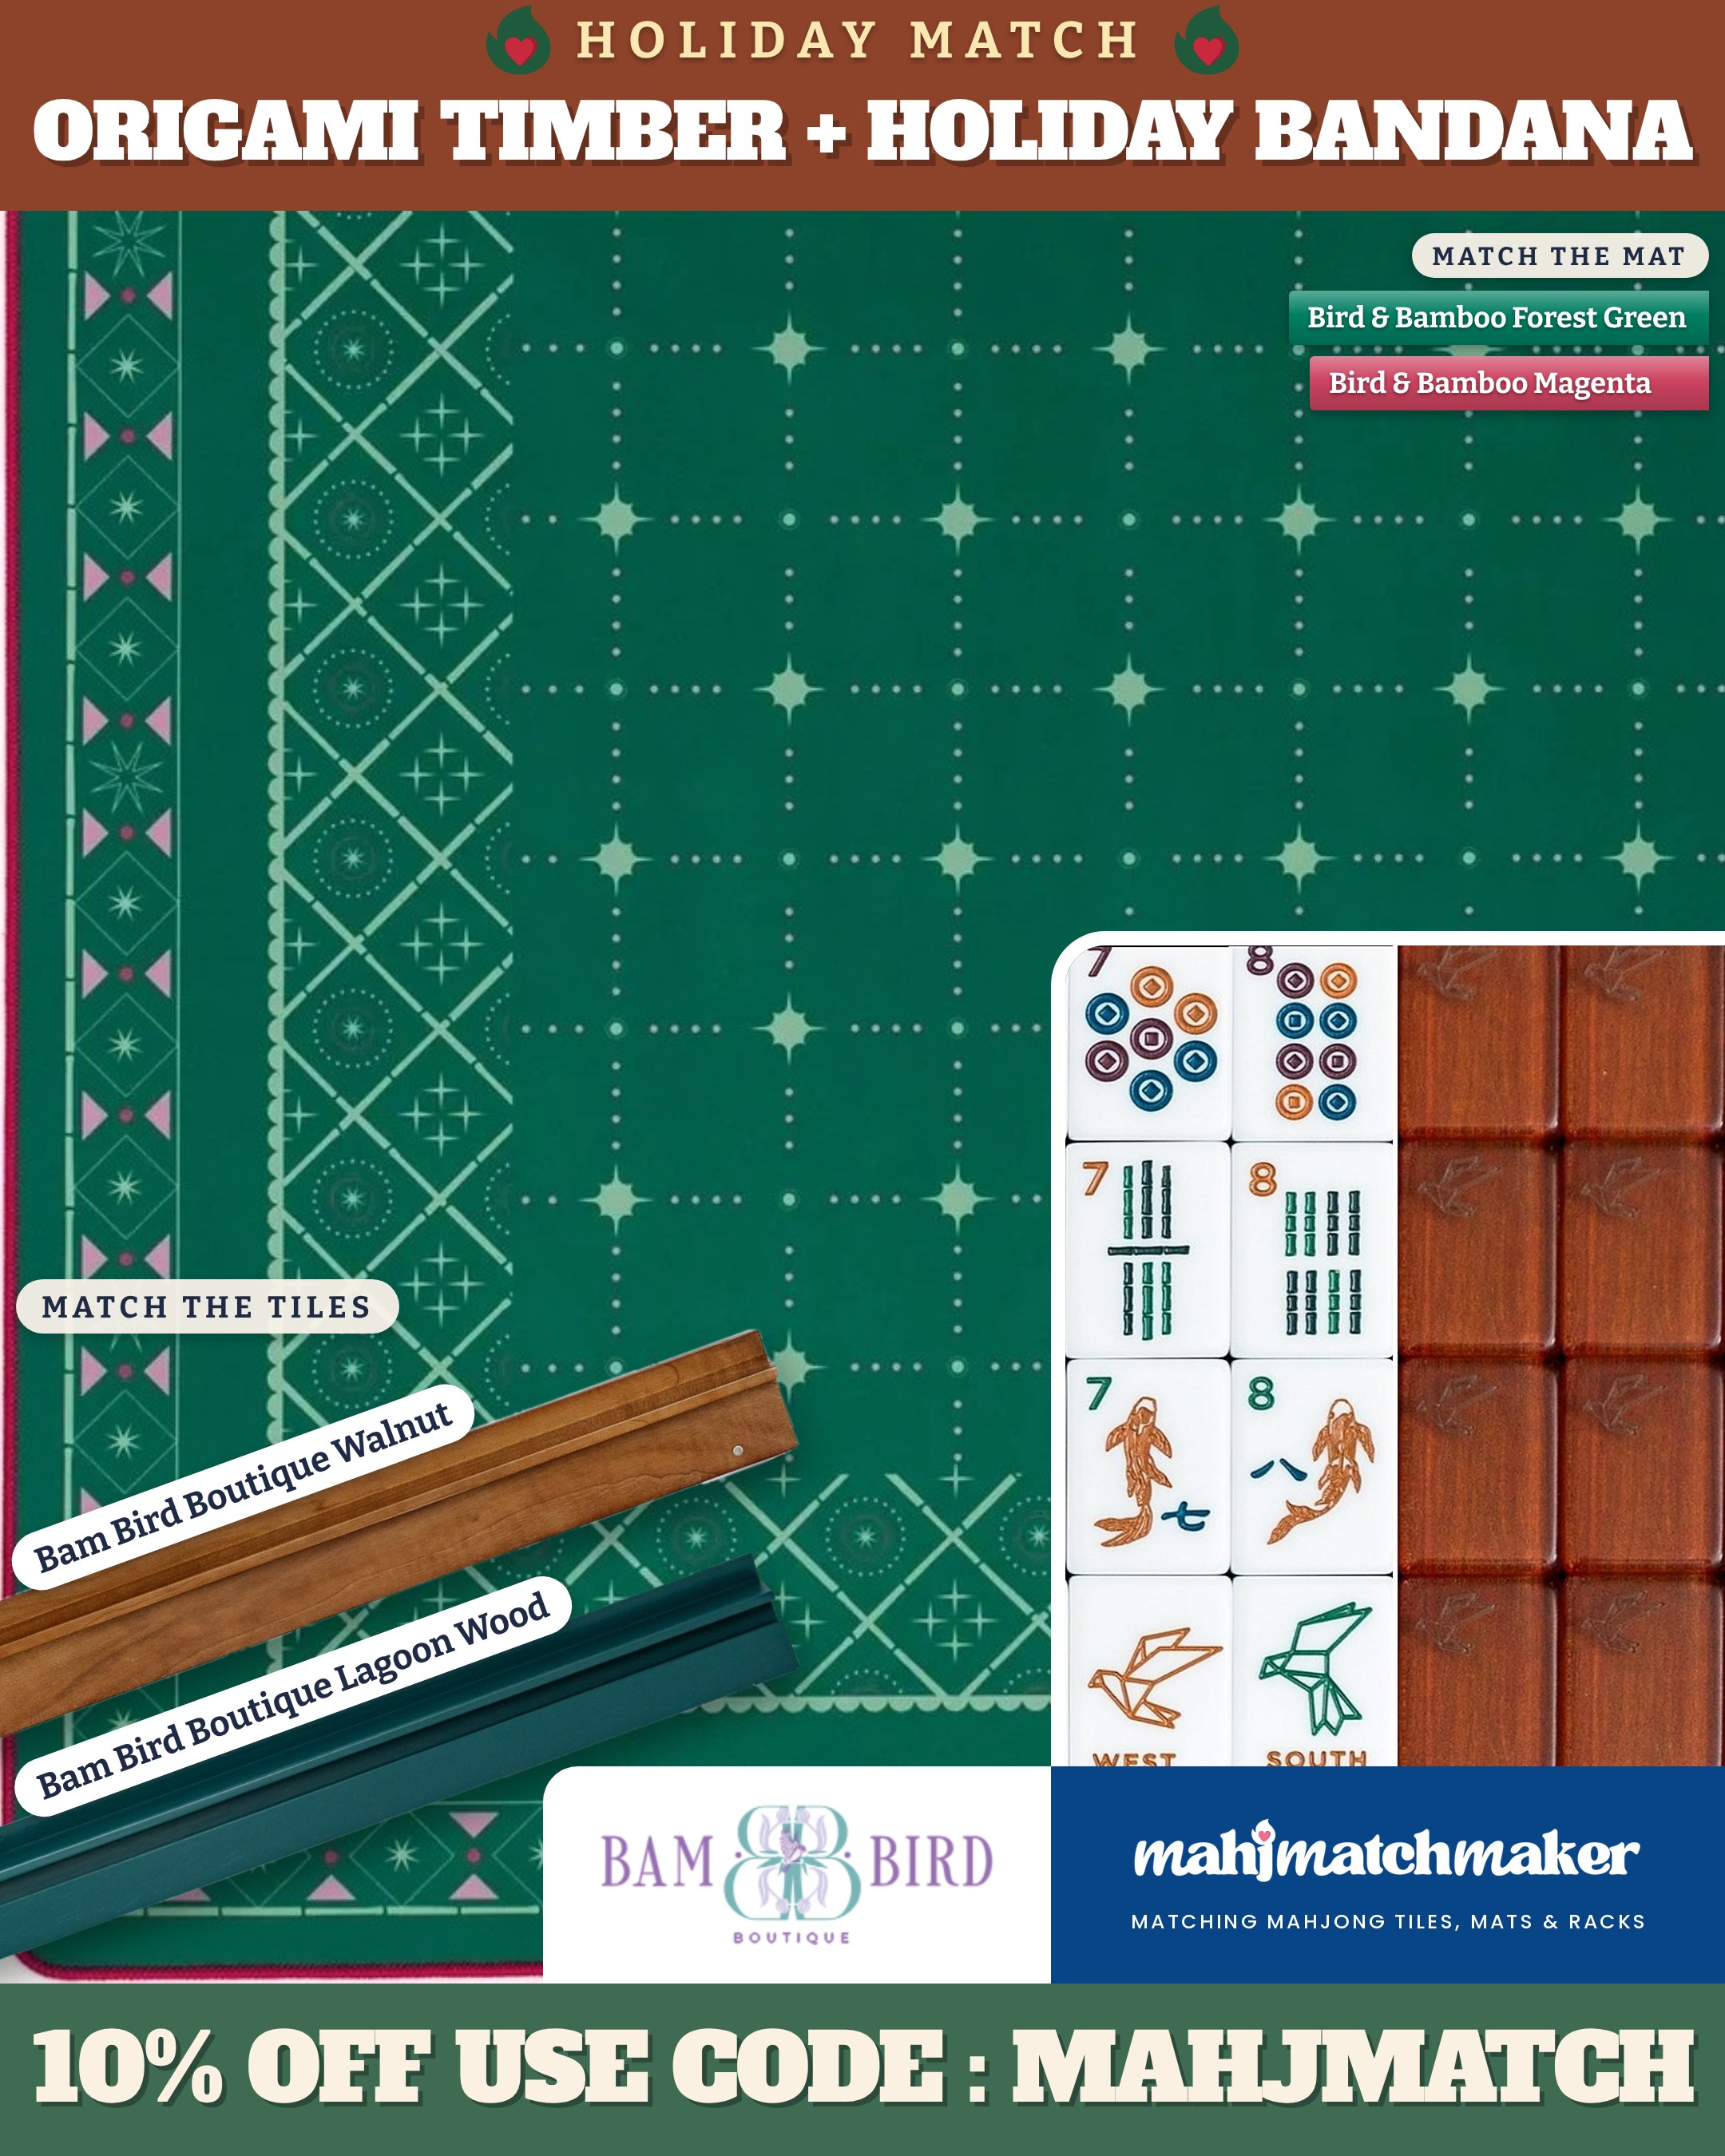 HOLIDAY MATCH
ORIGAMI TIMBER + HOLIDAY BANDANA
MATCH THE MAT
Bird & Bamboo Forest Green
Bird & Bamboo Magenta
7 8
7 8
7 8
七 八
WEST SOUTH
MATCH THE TILES
Bam Bird Boutique Walnut
Bam Bird Boutique Lagoon Wood
BAM BIRD
BOUTIQUE
mahjmatchmaker
MATCHING MAHJONG TILES, MATS & RACKS
10% OFF USE CODE : MAHJMATCH